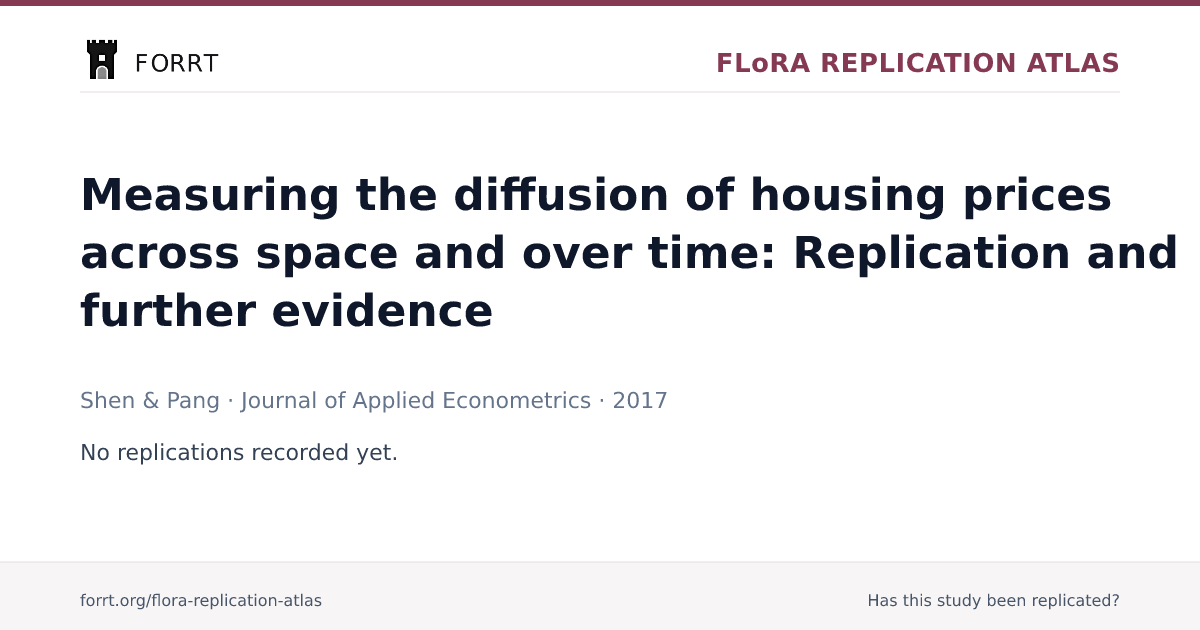 FORRT
FLoRA REPLICATION ATLAS
Measuring the diffusion of housing prices
across space and over time: Replication and
further evidence
Shen & Pang · Journal of Applied Econometrics · 2017
No replications recorded yet.
forrt.org/flora-replication-atlas
Has this study been replicated?